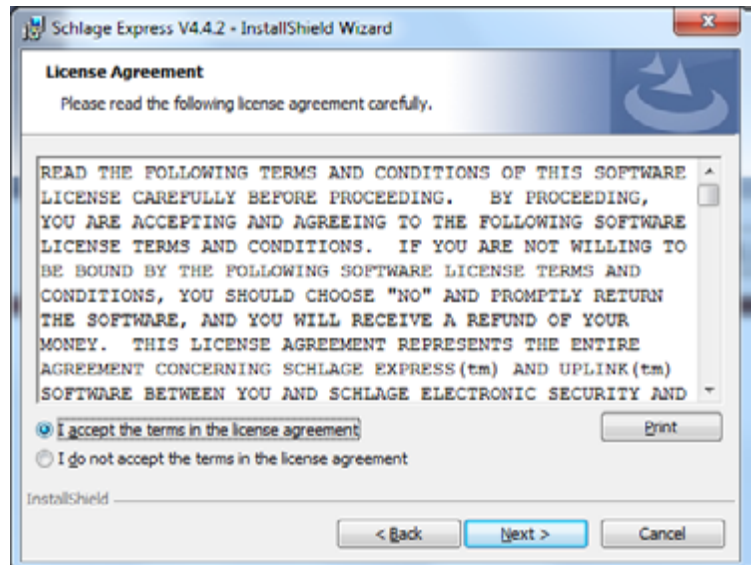 Schlage Express V4.4.2 - InstallShield Wizard
License Agreement
Please read the following license agreement carefully.
READ THE FOLLOWING TERMS AND CONDITIONS OF THIS SOFTWARE
LICENSE CAREFULLY BEFORE PROCEEDING. BY PROCEEDING,
YOU ARE ACCEPTING AND AGREEING TO THE FOLLOWING SOFTWARE
LICENSE TERMS AND CONDITIONS. IF YOU ARE NOT WILLING TO
BE BOUND BY THE FOLLOWING SOFTWARE LICENSE TERMS AND
CONDITIONS, YOU SHOULD CHOOSE "NO" AND PROMPTLY RETURN
THE SOFTWARE, AND YOU WILL RECEIVE A REFUND OF YOUR
MONEY. THIS LICENSE AGREEMENT REPRESENTS THE ENTIRE
AGREEMENT CONCERNING SCHLAGE EXPRESS(tm) AND UPLINK(tm)
SOFTWARE BETWEEN YOU AND SCHLAGE ELECTRONIC SECURITY AND
I accept the terms in the license agreement
Print
I do not accept the terms in the license agreement
InstallShield
< Back Next > Cancel